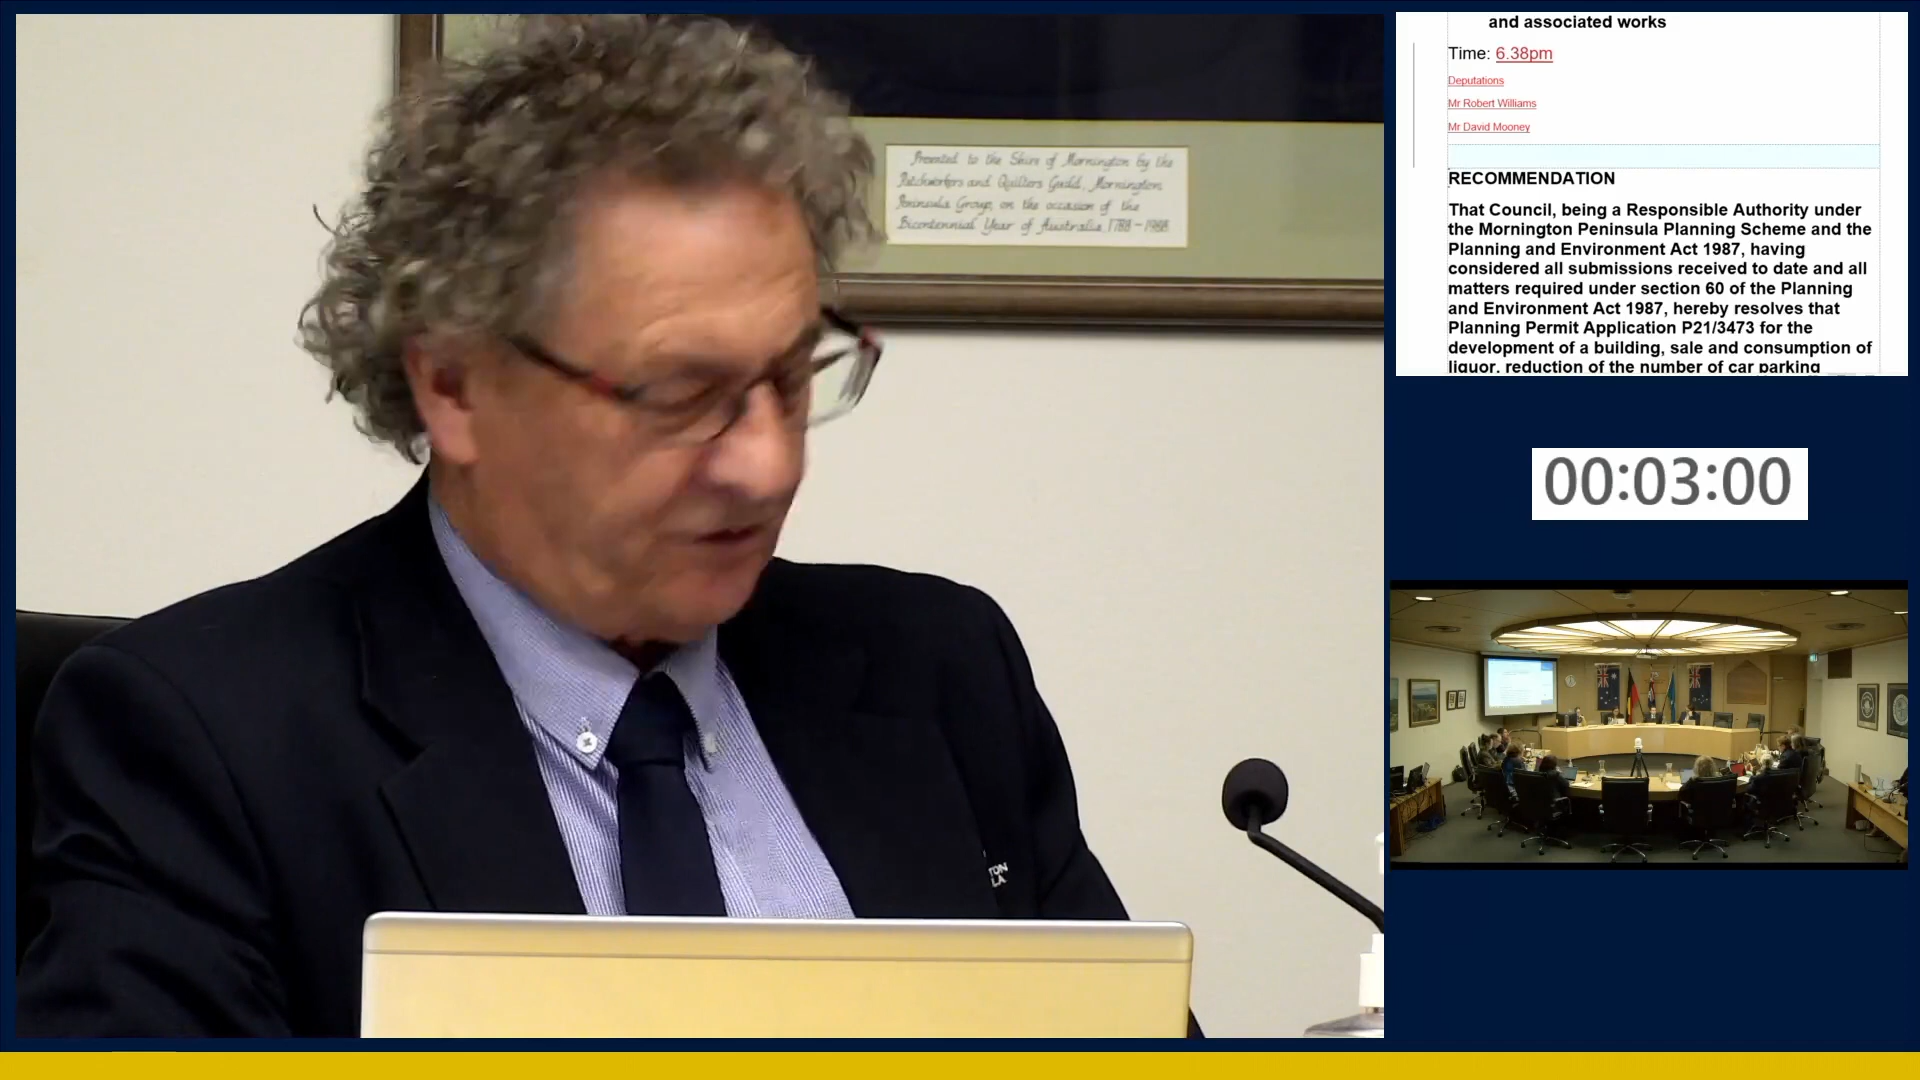 Presented to the Shire of Mornington by the
Patchworkers and Quilters Guild, Mornington
Peninsula Group, on the occasion of the
Bicentennial Year of Australia 1788-1988
TON
LA
and associated works
Time: 6.38pm
Deputations
Mr Robert Williams
Mr David Mooney
RECOMMENDATION
That Council, being a Responsible Authority under
the Mornington Peninsula Planning Scheme and the
Planning and Environment Act 1987, having
considered all submissions received to date and all
matters required under section 60 of the Planning
and Environment Act 1987, hereby resolves that
Planning Permit Application P21/3473 for the
development of a building, sale and consumption of
liquor, reduction of the number of car parking
00:03:00